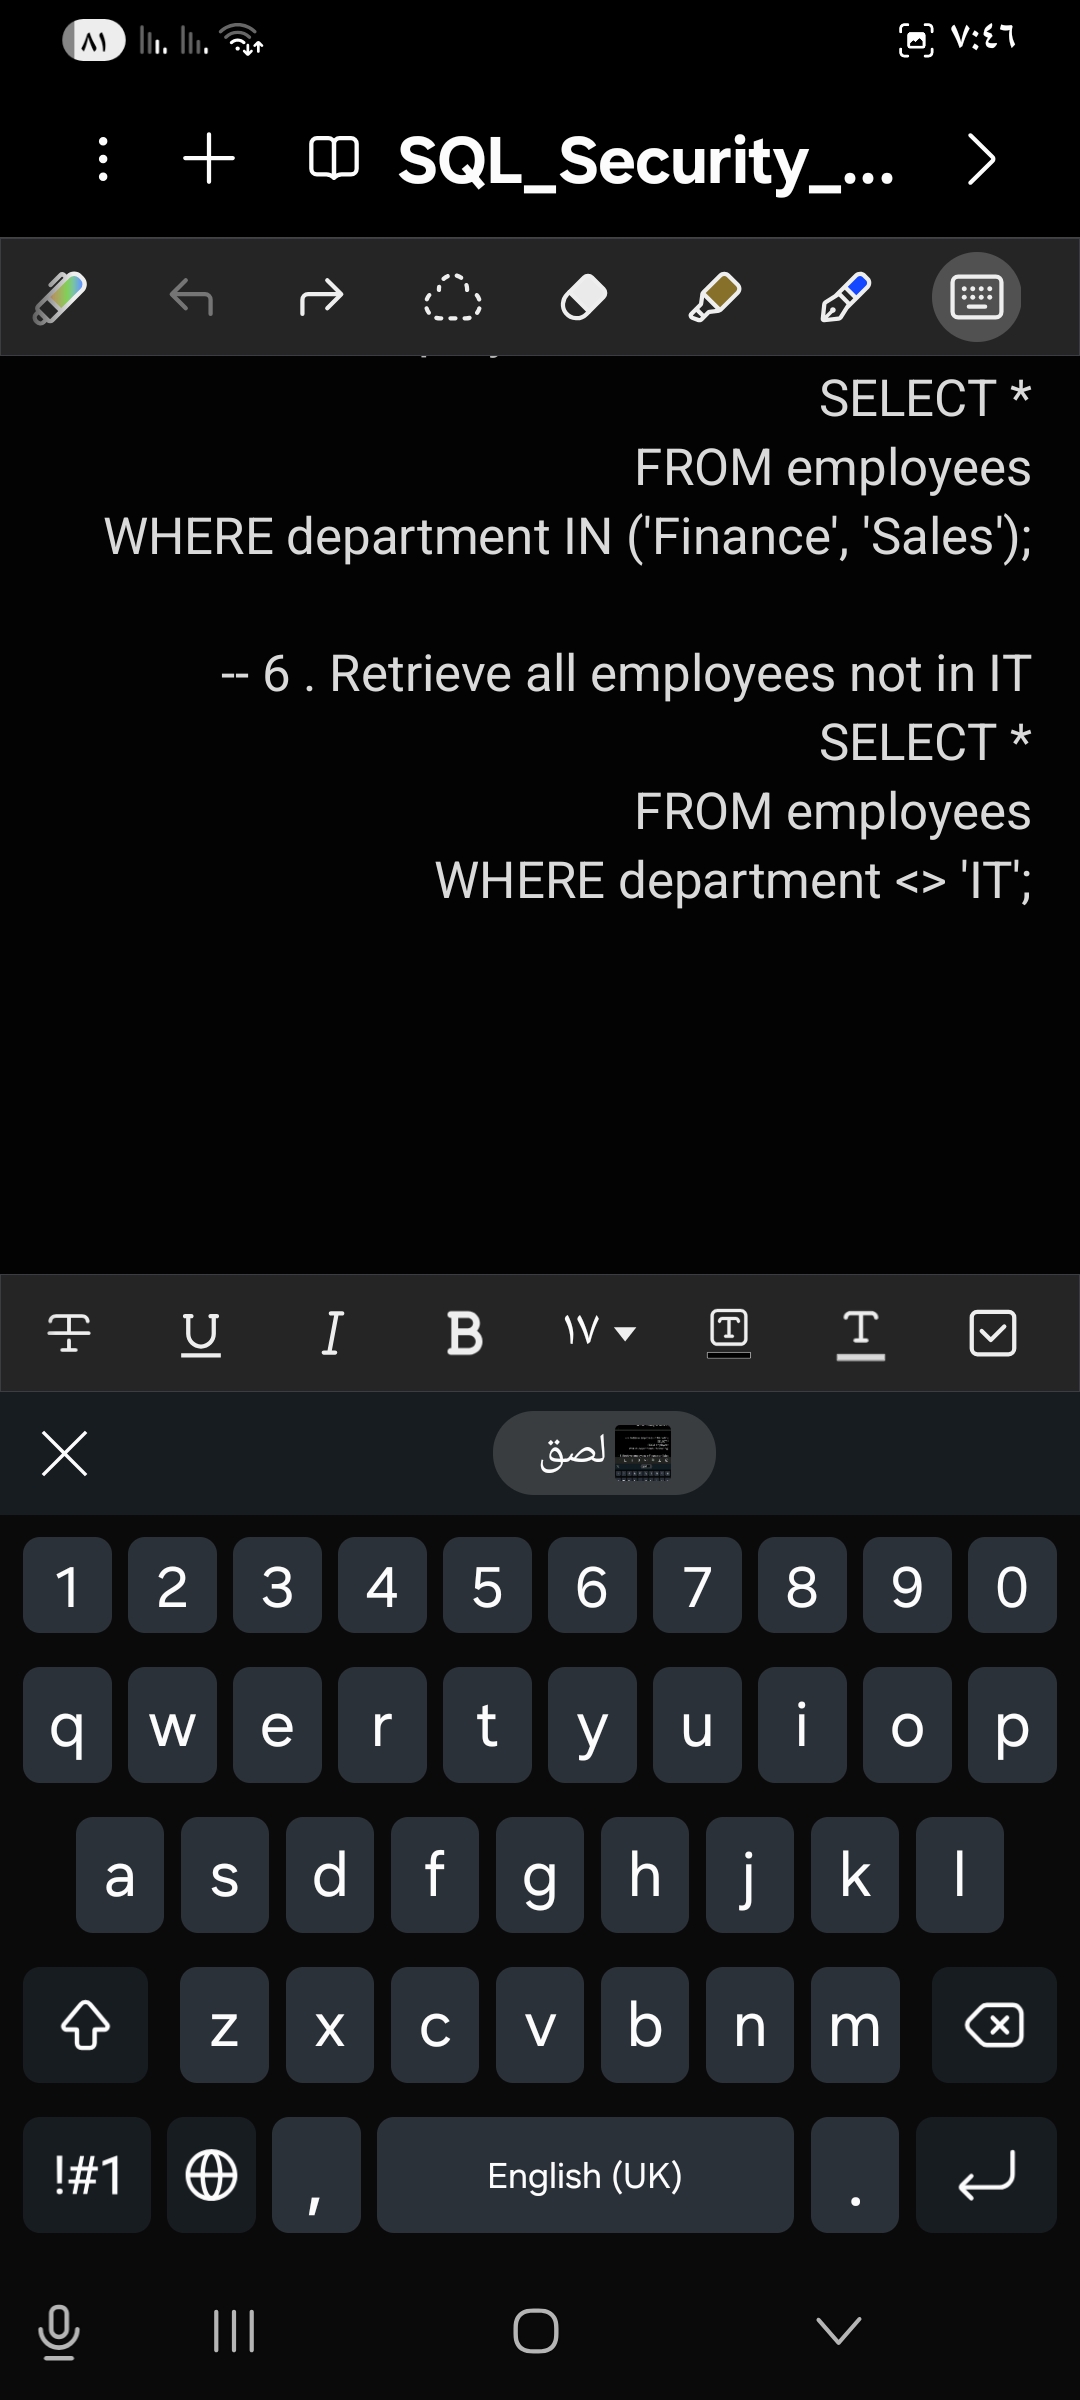 ٨١
٧:٤٦
SQL_Security_...
SELECT *
FROM employees
WHERE department IN ('Finance', 'Sales');
-- 6 . Retrieve all employees not in IT
SELECT *
FROM employees
WHERE department <> 'IT';
T U I B ١٧ T T
لصق
1 2 3 4 5 6 7 8 9 0
q w e r t y u i o p
a s d f g h j k l
z x c v b n m
!#1 , English (UK) .